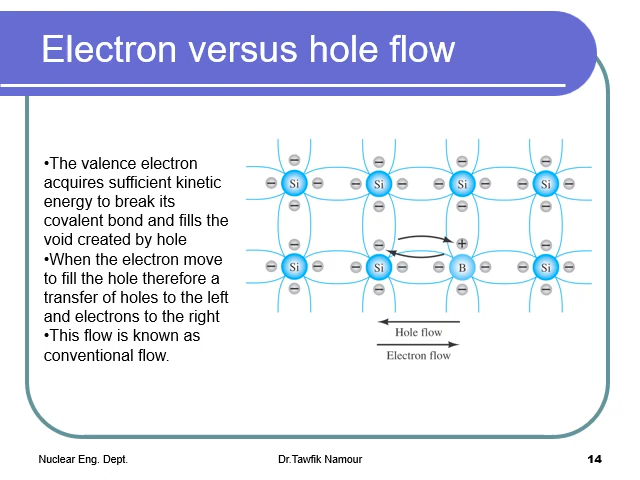 Electron versus hole flow
•The valence electron
acquires sufficient kinetic
energy to break its
covalent bond and fills the
void created by hole
•When the electron move
to fill the hole therefore a
transfer of holes to the left
and electrons to the right
•This flow is known as
conventional flow.
− − − −
− Si − − Si − − Si − − Si −
− − − −
− − + −
− Si − − Si − − B − − Si −
− − − −
Hole flow
Electron flow
Nuclear Eng. Dept.
Dr.Tawfik Namour
14